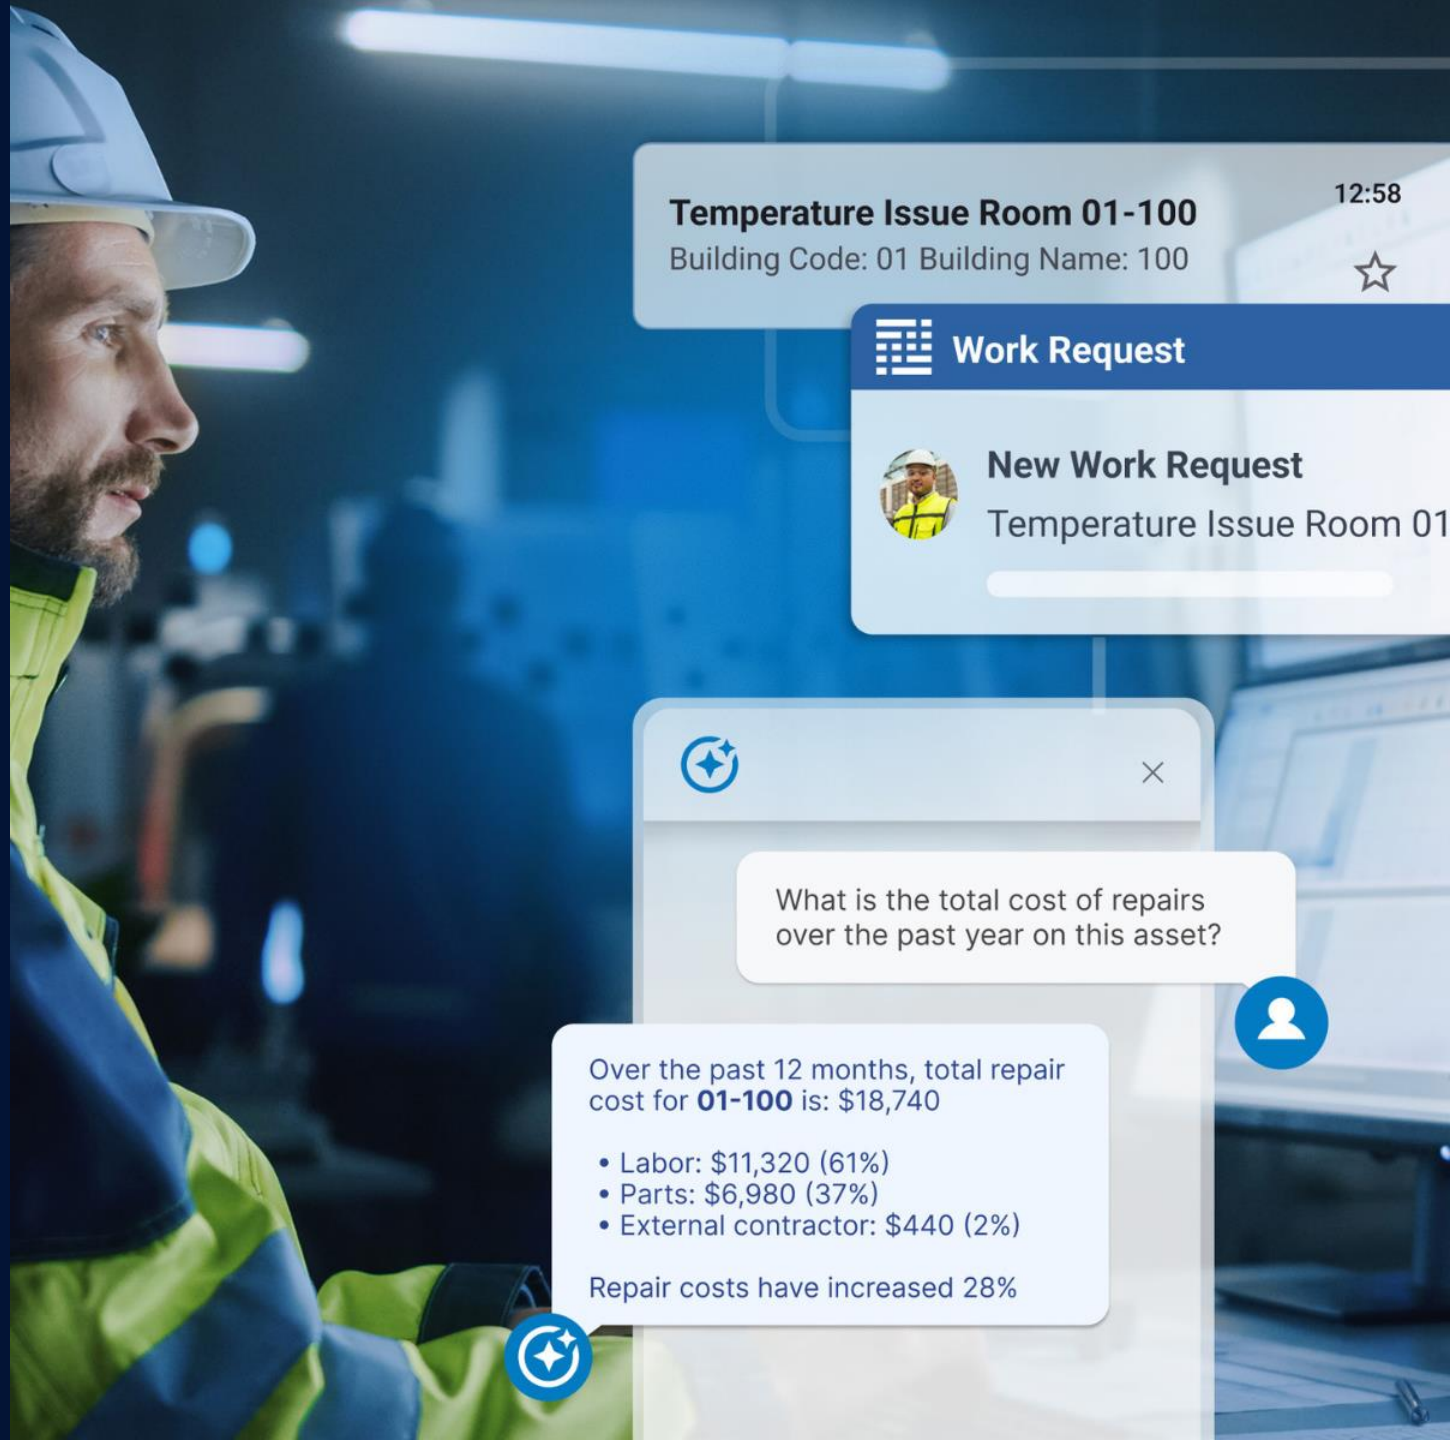 Temperature Issue Room 01-100
12:58
Building Code: 01 Building Name: 100
Work Request
New Work Request
Temperature Issue Room 01
What is the total cost of repairs
over the past year on this asset?
Over the past 12 months, total repair
cost for 01-100 is: $18,740
• Labor: $11,320 (61%)
• Parts: $6,980 (37%)
• External contractor: $440 (2%)
Repair costs have increased 28%